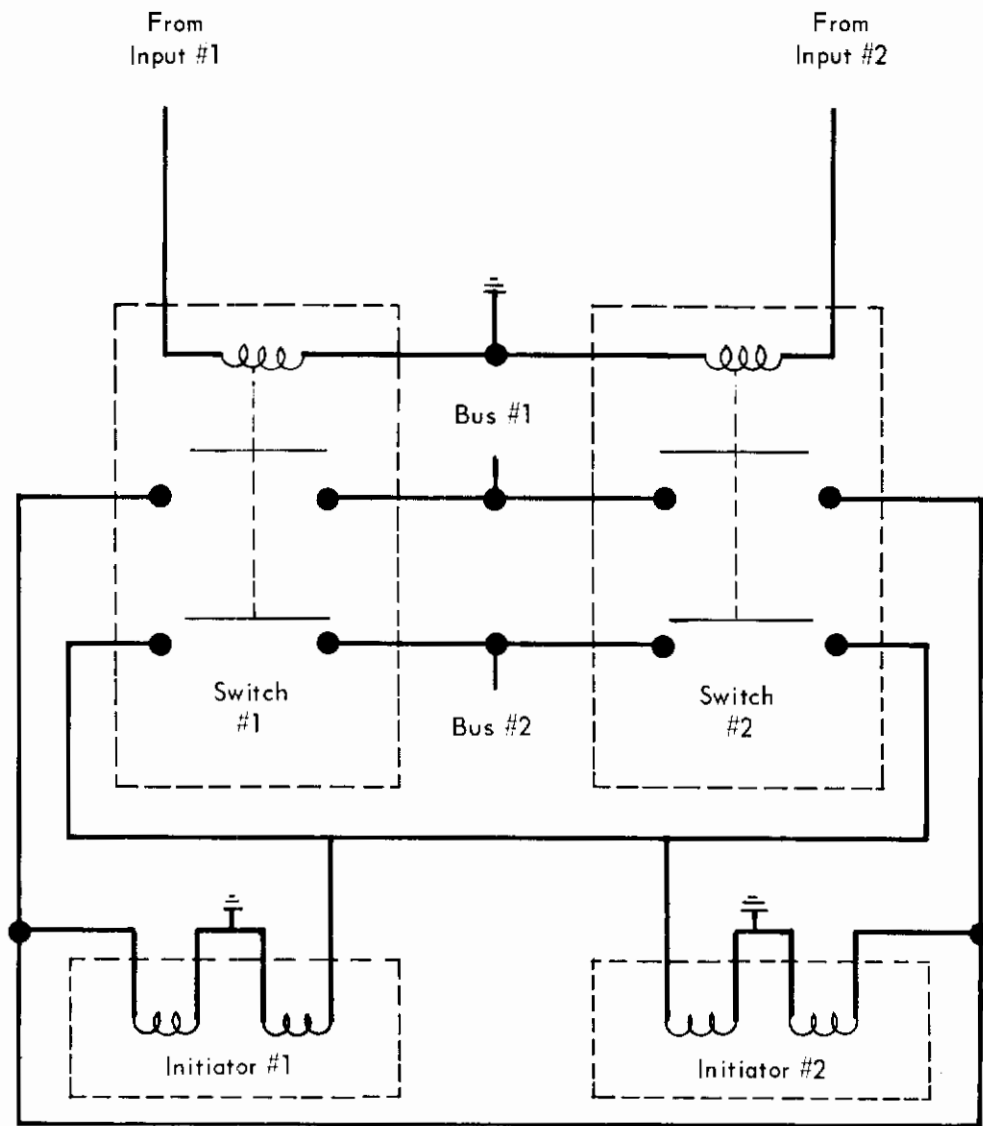 From
Input #1
From
Input #2
Bus #1
Switch
#1
Bus #2
Switch
#2
Initiator #1
Initiator #2